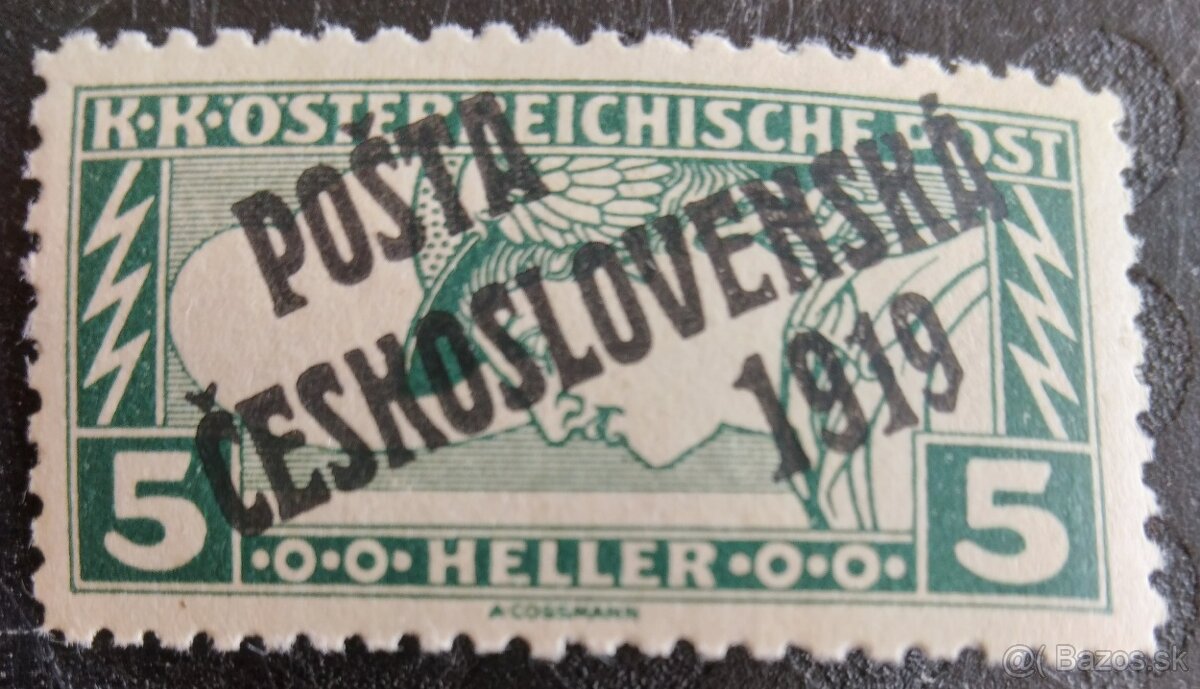 K·K·ÖSTERREICHISCHE POST
POŠTA
ČESKOSLOVENSKÁ
1919
5 ·O·O· HELLER ·O·O· 5
A·COSSMANN
@( Bazos.sk